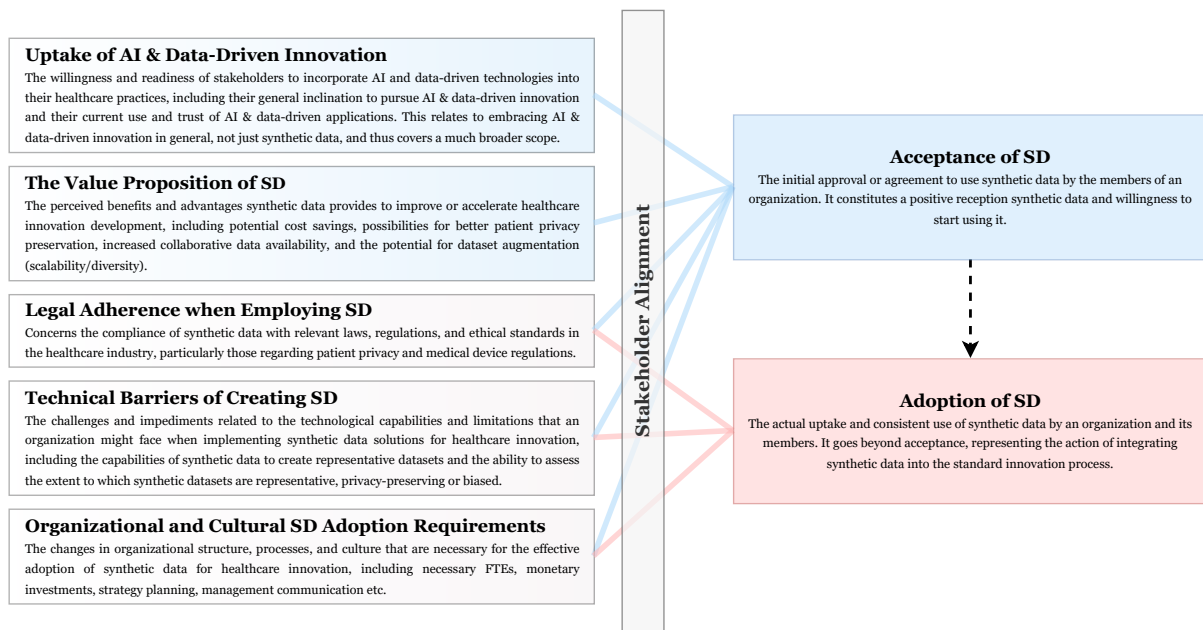 Uptake of AI & Data-Driven Innovation
The willingness and readiness of stakeholders to incorporate AI and data-driven technologies into
their healthcare practices, including their general inclination to pursue AI & data-driven innovation
and their current use and trust of AI & data-driven applications. This relates to embracing AI &
data-driven innovation in general, not just synthetic data, and thus covers a much broader scope.
The Value Proposition of SD
The perceived benefits and advantages synthetic data provides to improve or accelerate healthcare
innovation development, including potential cost savings, possibilities for better patient privacy
preservation, increased collaborative data availability, and the potential for dataset augmentation
(scalability/diversity).
Legal Adherence when Employing SD
Concerns the compliance of synthetic data with relevant laws, regulations, and ethical standards in
the healthcare industry, particularly those regarding patient privacy and medical device regulations.
Technical Barriers of Creating SD
The challenges and impediments related to the technological capabilities and limitations that an
organization might face when implementing synthetic data solutions for healthcare innovation,
including the capabilities of synthetic data to create representative datasets and the ability to assess
the extent to which synthetic datasets are representative, privacy-preserving or biased.
Organizational and Cultural SD Adoption Requirements
The changes in organizational structure, processes, and culture that are necessary for the effective
adoption of synthetic data for healthcare innovation, including necessary FTEs, monetary
investments, strategy planning, management communication etc.
Stakeholder Alignment
Acceptance of SD
The initial approval or agreement to use synthetic data by the members of an
organization. It constitutes a positive reception synthetic data and willingness to
start using it.
Adoption of SD
The actual uptake and consistent use of synthetic data by an organization and its
members. It goes beyond acceptance, representing the action of integrating
synthetic data into the standard innovation process.